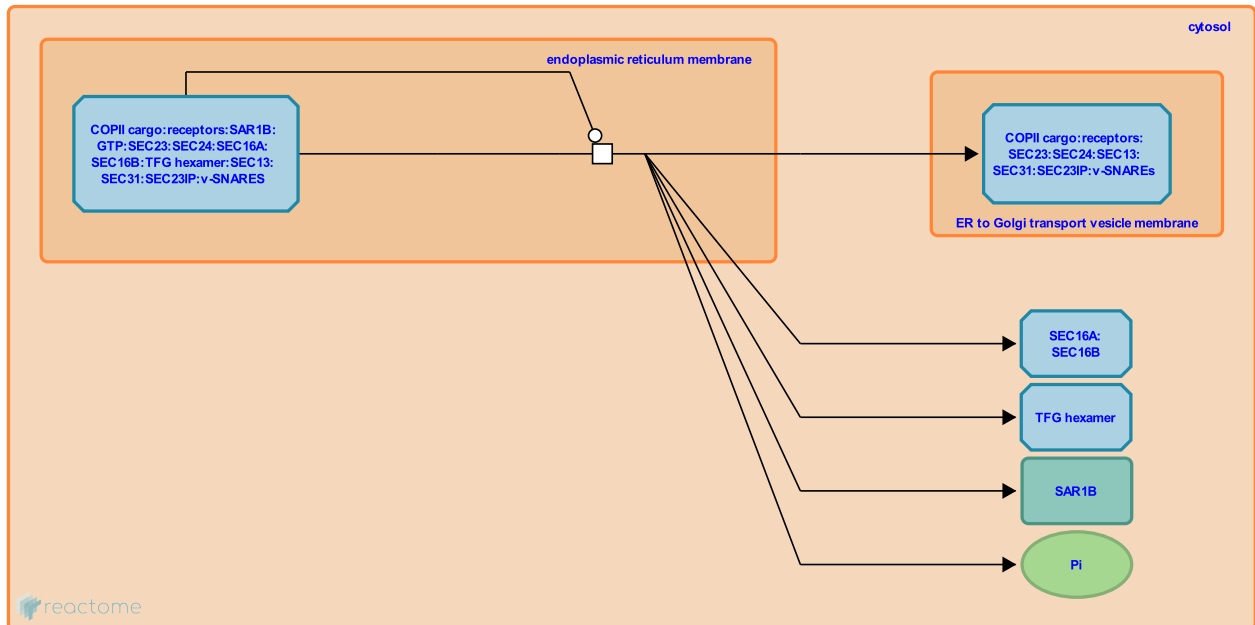 cytosol
endoplasmic reticulum membrane
COPII cargo:receptors:SAR1B:
GTP:SEC23:SEC24:SEC16A:
SEC16B:TFG hexamer:SEC13:
SEC31:SEC23IP:v-SNARES
COPII cargo:receptors:
SEC23:SEC24:SEC13:
SEC31:SEC23IP:v-SNAREs
ER to Golgi transport vesicle membrane
SEC16A:
SEC16B
TFG hexamer
SAR1B
Pi
reactome